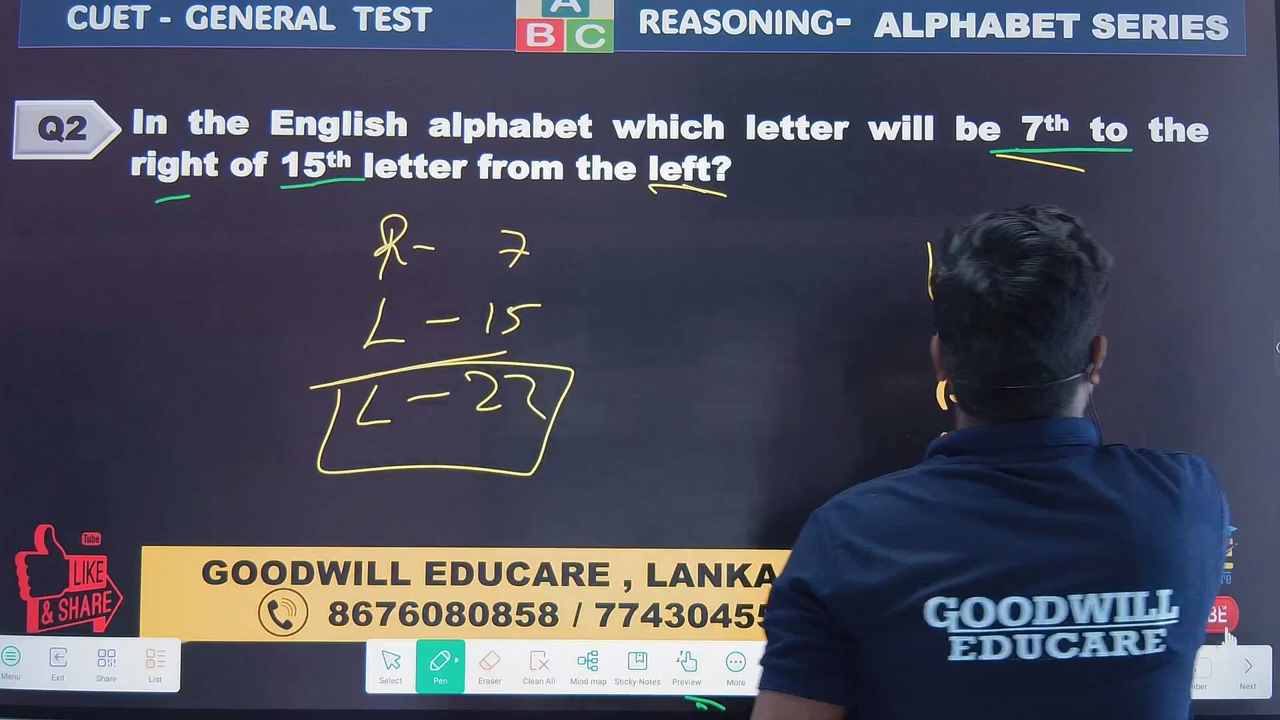 CUET - GENERAL TEST
A
B C
REASONING- ALPHABET SERIES
Q2
In the English alphabet which letter will be 7th to the
right of 15th letter from the left?
R- 7
L - 15
L - 22
Tube
LIKE
& SHARE
GOODWILL EDUCARE , LANKA
8676080858 / 77430455
GOODWILL
EDUCARE
BE
Menu
Exit
Share
List
Select
Pen
Eraser
Clean All
Mind map
Sticky-Notes
Preview
More
Next